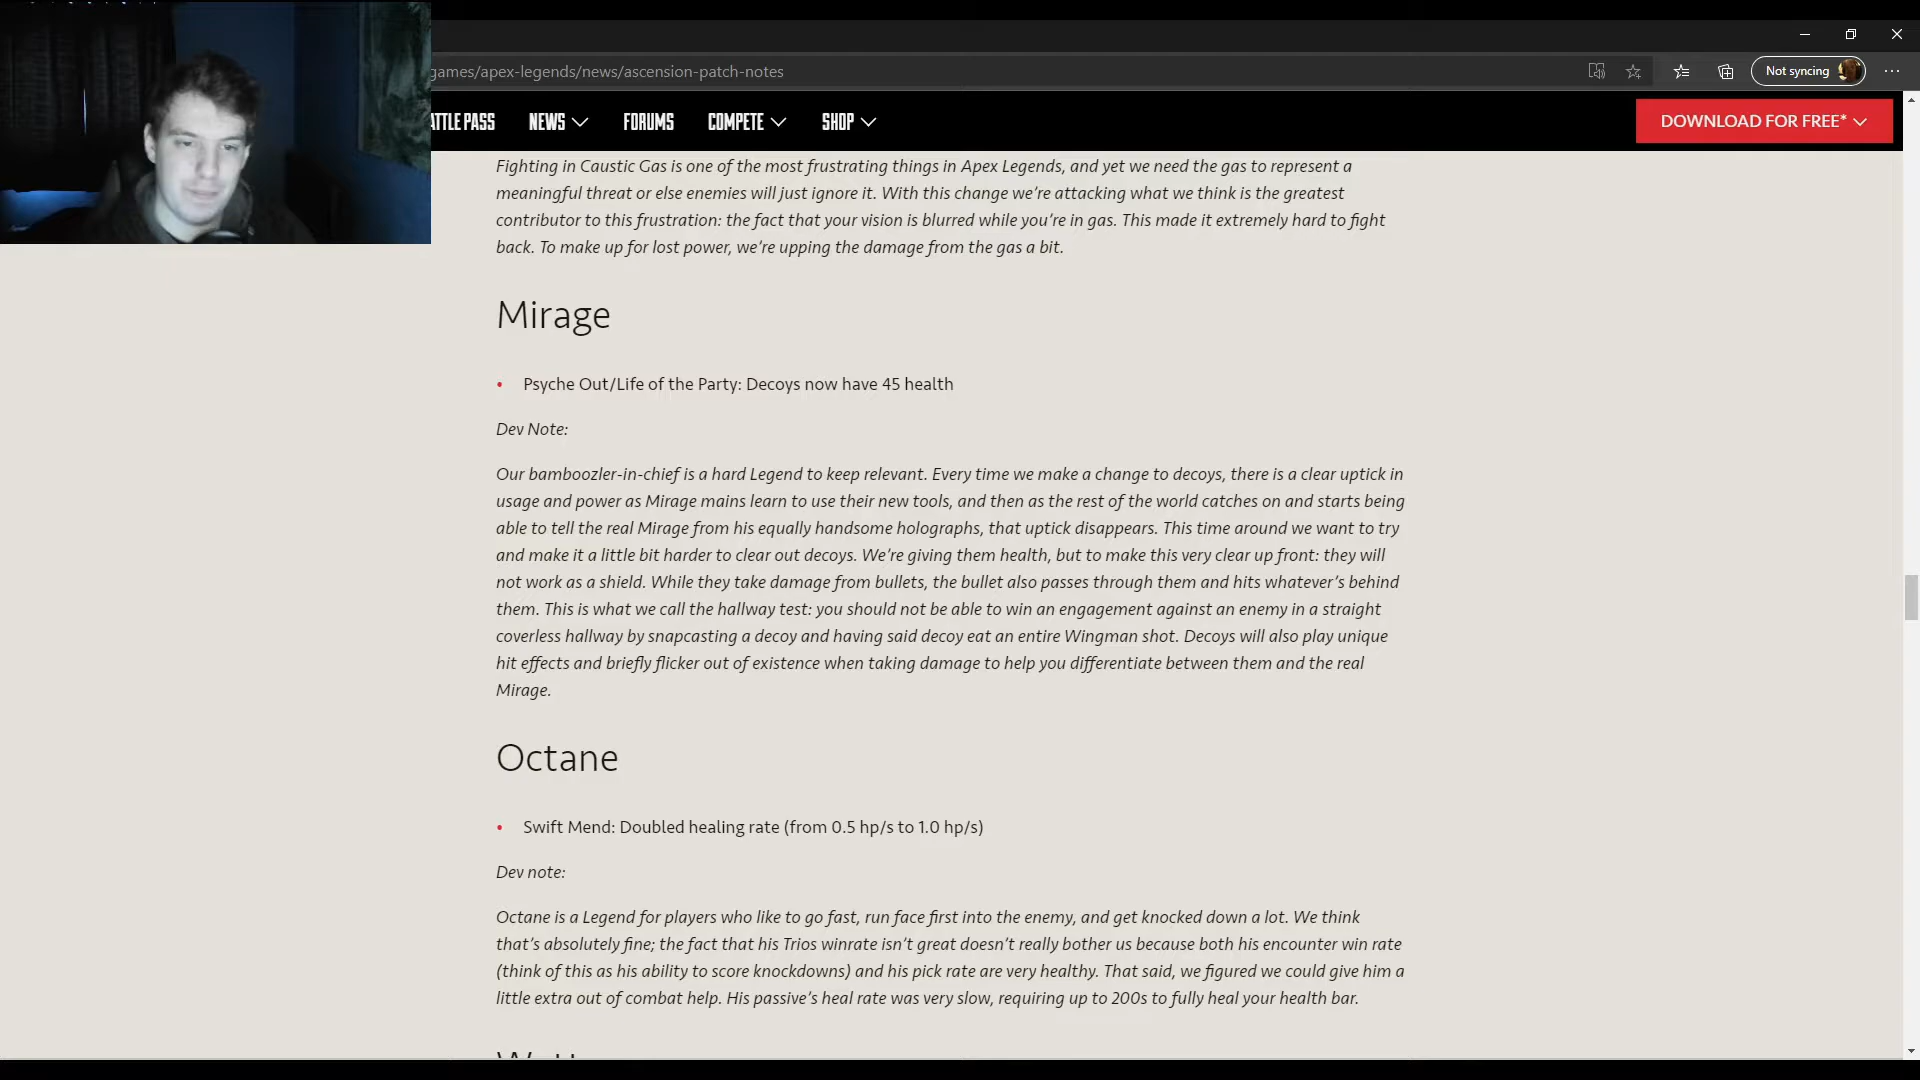 Not syncing
games/apex-legends/news/ascension-patch-notes
ATTLE PASS NEWS FORUMS COMPETE SHOP DOWNLOAD FOR FREE*
Fighting in Caustic Gas is one of the most frustrating things in Apex Legends, and yet we need the gas to represent a
meaningful threat or else enemies will just ignore it. With this change we’re attacking what we think is the greatest
contributor to this frustration: the fact that your vision is blurred while you’re in gas. This made it extremely hard to fight
back. To make up for lost power, we’re upping the damage from the gas a bit.
Mirage
• Psyche Out/Life of the Party: Decoys now have 45 health
Dev Note:
Our bamboozler-in-chief is a hard Legend to keep relevant. Every time we make a change to decoys, there is a clear uptick in
usage and power as Mirage mains learn to use their new tools, and then as the rest of the world catches on and starts being
able to tell the real Mirage from his equally handsome holographs, that uptick disappears. This time around we want to try
and make it a little bit harder to clear out decoys. We’re giving them health, but to make this very clear up front: they will
not work as a shield. While they take damage from bullets, the bullet also passes through them and hits whatever’s behind
them. This is what we call the hallway test: you should not be able to win an engagement against an enemy in a straight
coverless hallway by snapcasting a decoy and having said decoy eat an entire Wingman shot. Decoys will also play unique
hit effects and briefly flicker out of existence when taking damage to help you differentiate between them and the real
Mirage.
Octane
• Swift Mend: Doubled healing rate (from 0.5 hp/s to 1.0 hp/s)
Dev note:
Octane is a Legend for players who like to go fast, run face first into the enemy, and get knocked down a lot. We think
that’s absolutely fine; the fact that his Trios winrate isn’t great doesn’t really bother us because both his encounter win rate
(think of this as his ability to score knockdowns) and his pick rate are very healthy. That said, we figured we could give him a
little extra out of combat help. His passive’s heal rate was very slow, requiring up to 200s to fully heal your health bar.